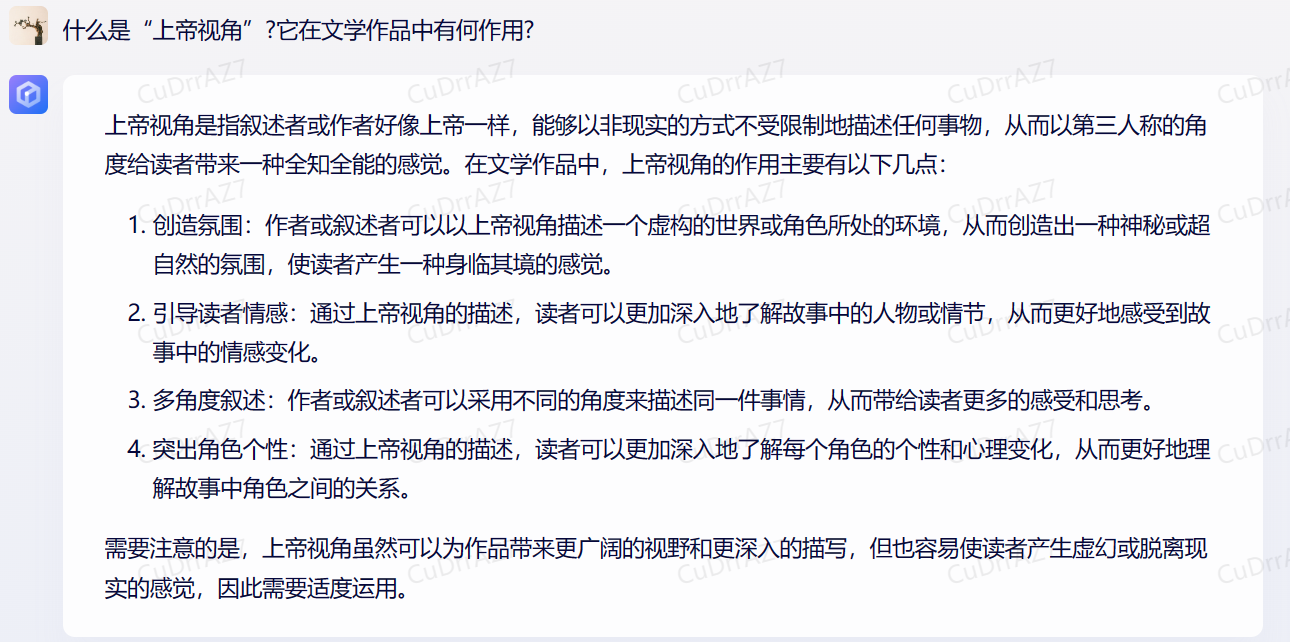 什么是“上帝视角”?它在文学作品中有何作用?
上帝视角是指叙述者或作者好像上帝一样，能够以非现实的方式不受限制地描述任何事物，从而以第三人称的角
度给读者带来一种全知全能的感觉。在文学作品中，上帝视角的作用主要有以下几点：
1. 创造氛围：作者或叙述者可以以上帝视角描述一个虚构的世界或角色所处的环境，从而创造出一种神秘或超
自然的氛围，使读者产生一种身临其境的感觉。
2. 引导读者情感：通过上帝视角的描述，读者可以更加深入地了解故事中的人物或情节，从而更好地感受到故
事中的情感变化。
3. 多角度叙述：作者或叙述者可以采用不同的角度来描述同一件事情，从而带给读者更多的感受和思考。
4. 突出角色个性：通过上帝视角的描述，读者可以更加深入地了解每个角色的个性和心理变化，从而更好地理
解故事中角色之间的关系。
需要注意的是，上帝视角虽然可以为作品带来更广阔的视野和更深入的描写，但也容易使读者产生虚幻或脱离现
实的感觉，因此需要适度运用。
CuDrrAZ7